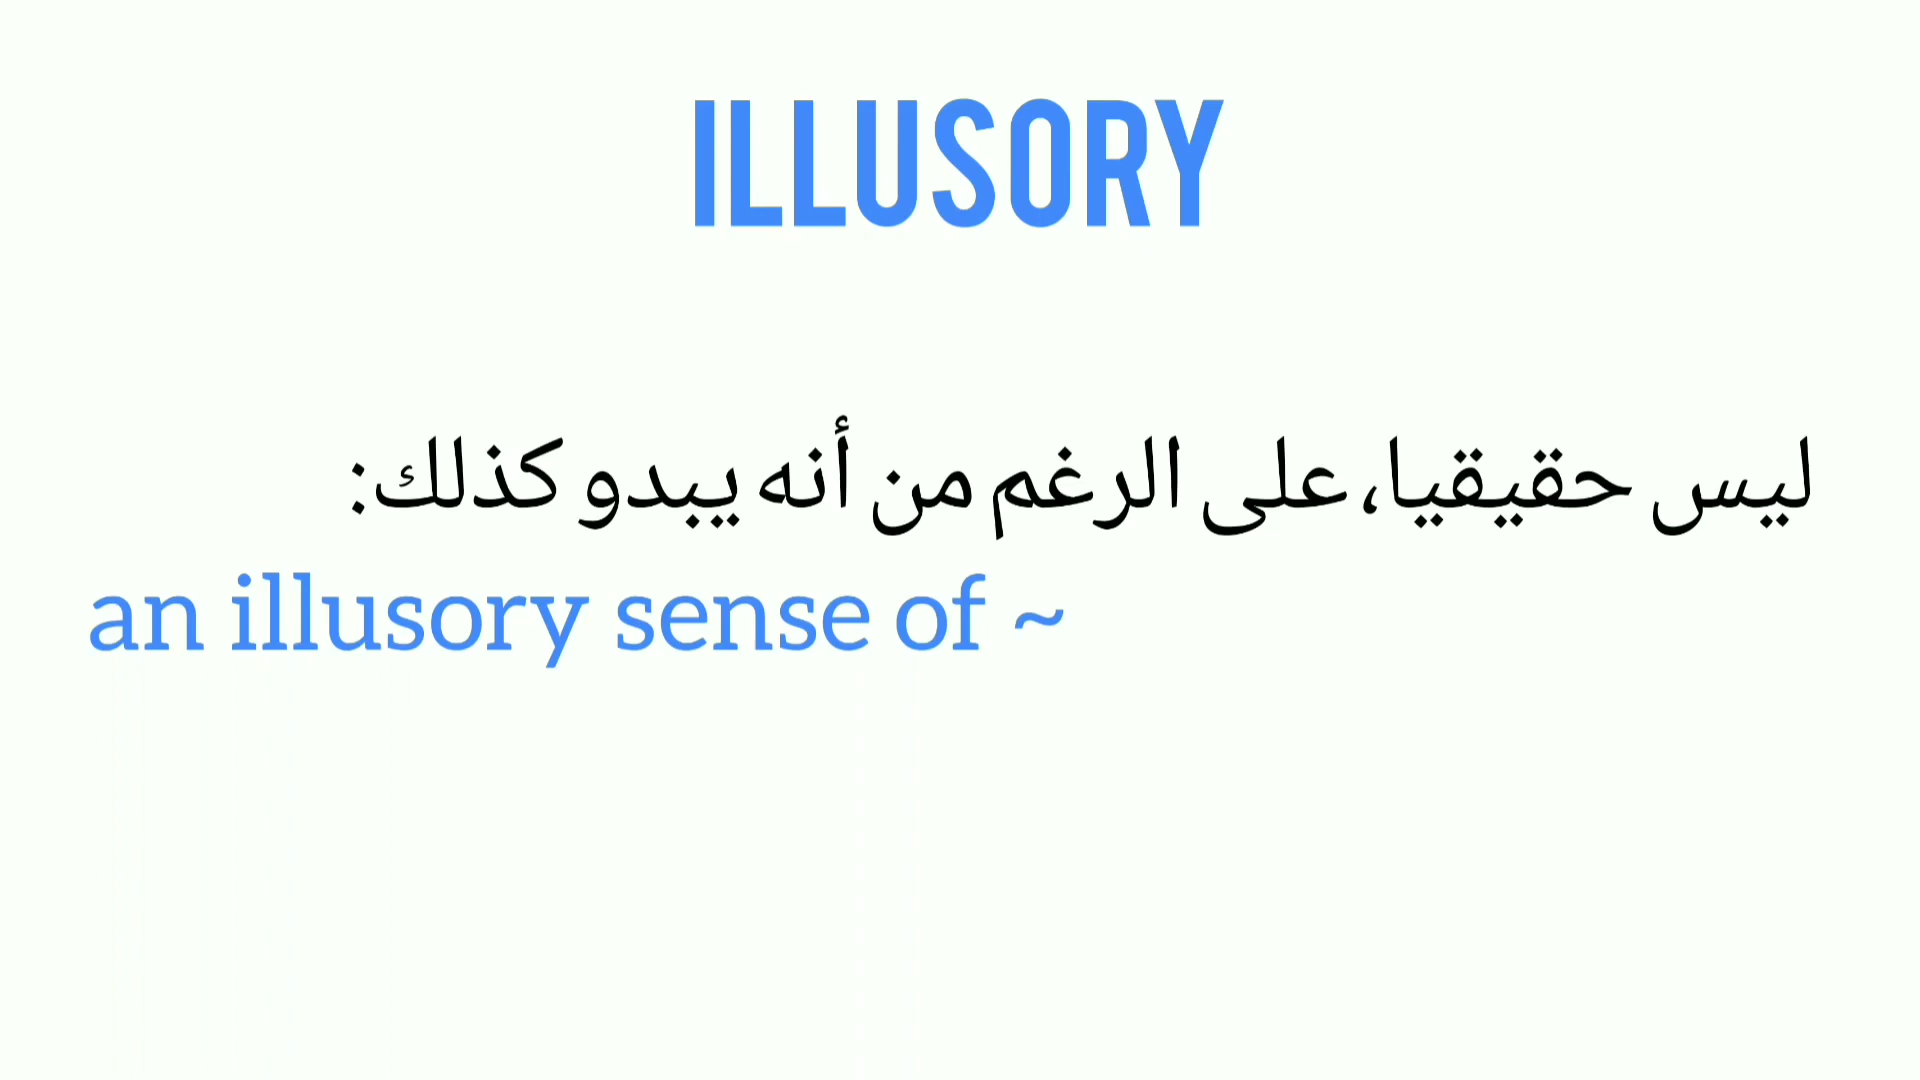 ILLUSORY
ليس حقيقيا، على الرغم من أنه يبدو كذلك:
an illusory sense of ~